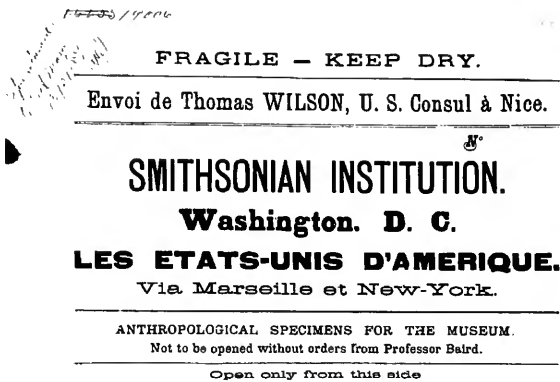 FRAGILE — KEEP DRY.
Envoi de Thomas WILSON, U. S. Consul à Nice.
N°
SMITHSONIAN INSTITUTION.
Washington. D. C.
LES ETATS-UNIS D'AMERIQUE.
Via Marseille et New-York.
ANTHROPOLOGICAL SPECIMENS FOR THE MUSEUM.
Not to be opened without orders from Professor Baird.
Open only from this side